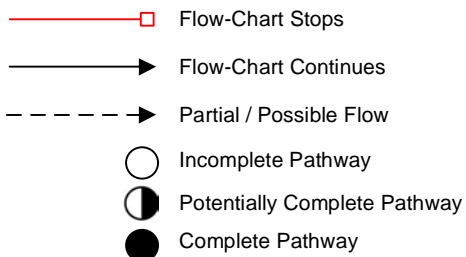 Flow-Chart Stops
Flow-Chart Continues
Partial / Possible Flow
Incomplete Pathway
Potentially Complete Pathway
Complete Pathway